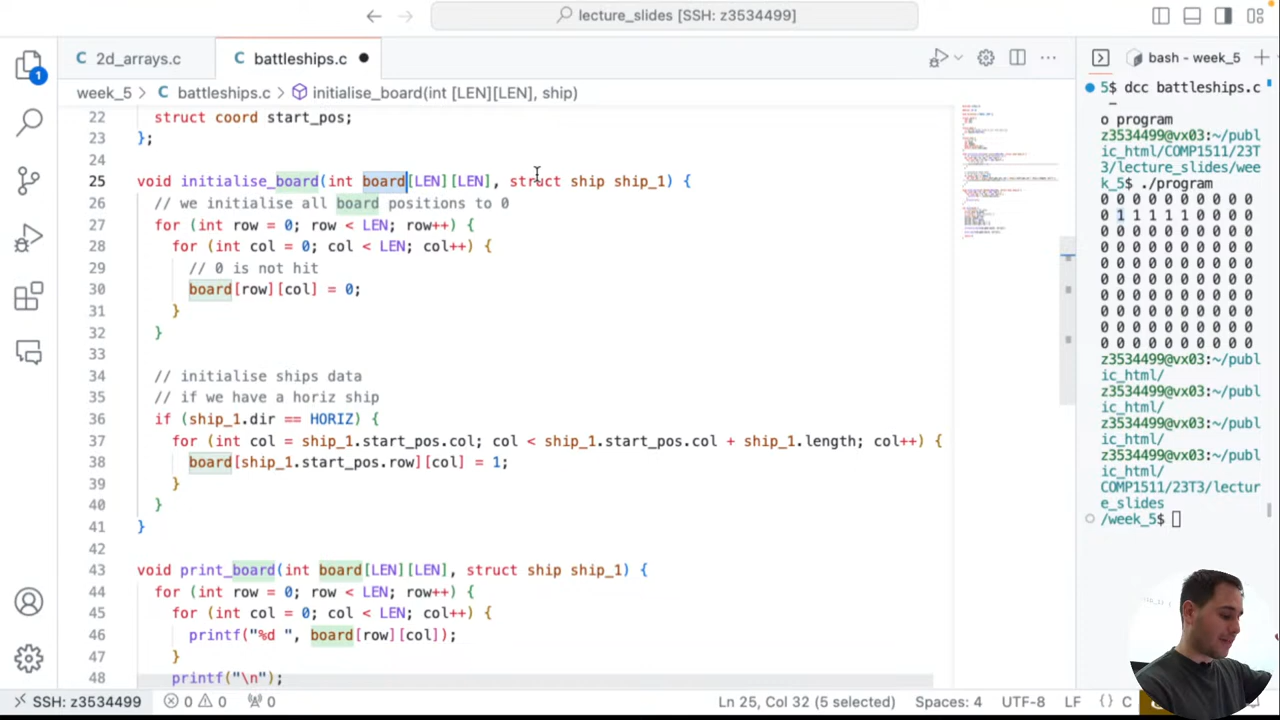 lecture_slides [SSH: z3534499]
2d_arrays.c
battleships.c
bash - week_5
week_5 > battleships.c > initialise_board(int [LEN][LEN], ship)
22 struct coord start_pos;
23 };
24
25 void initialise_board(int board[LEN][LEN], struct ship ship_1) {
26 // we initialise all board positions to 0
27 for (int row = 0; row < LEN; row++) {
28 for (int col = 0; col < LEN; col++) {
29 // 0 is not hit
30 board[row][col] = 0;
31 }
32 }
33
34 // initialise ships data
35 // if we have a horiz ship
36 if (ship_1.dir == HORIZ) {
37 for (int col = ship_1.start_pos.col; col < ship_1.start_pos.col + ship_1.length; col++) {
38 board[ship_1.start_pos.row][col] = 1;
39 }
40 }
41 }
42
43 void print_board(int board[LEN][LEN], struct ship ship_1) {
44 for (int row = 0; row < LEN; row++) {
45 for (int col = 0; col < LEN; col++) {
46 printf("%d ", board[row][col]);
47 }
48 printf("\n");
5$ dcc battleships.c -
o program
z3534499@vx03:~/publ
ic_html/COMP1511/23T
3/lecture_slides/wee
k_5$ ./program
0 0 0 0 0 0 0 0 0 0
0 1 1 1 1 1 0 0 0 0
0 0 0 0 0 0 0 0 0 0
0 0 0 0 0 0 0 0 0 0
0 0 0 0 0 0 0 0 0 0
0 0 0 0 0 0 0 0 0 0
0 0 0 0 0 0 0 0 0 0
0 0 0 0 0 0 0 0 0 0
0 0 0 0 0 0 0 0 0 0
0 0 0 0 0 0 0 0 0 0
z3534499@vx03:~/publ
ic_html/
z3534499@vx03:~/publ
ic_html/
z3534499@vx03:~/publ
ic_html/
z3534499@vx03:~/publ
ic_html/
z3534499@vx03:~/publ
ic_html/
COMP1511/23T3/lectur
e_slides
/week_5$
1
SSH: z3534499
0 0
0
Ln 25, Col 32 (5 selected)
Spaces: 4
UTF-8
LF
{} C